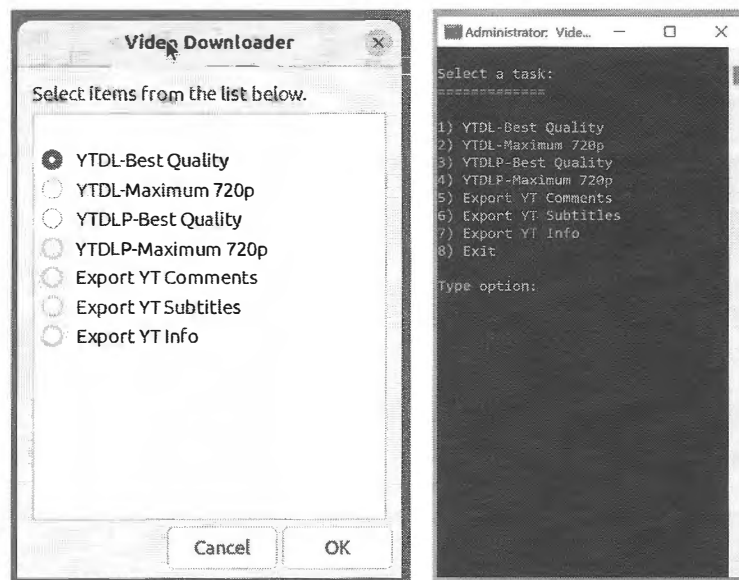 Video Downloader
Select items from the list below.
YTDL-Best Quality
YTDL-Maximum 720p
YTDLP-Best Quality
YTDLP-Maximum 720p
Export YT Comments
Export YT Subtitles
Export YT Info
Cancel
OK
Administrator: Vide...
Select a task:
=============
1) YTDL-Best Quality
2) YTDL-Maximum 720p
3) YTDLP-Best Quality
4) YTDLP-Maximum 720p
5) Export YT Comments
6) Export YT Subtitles
7) Export YT Info
8) Exit
Type option: